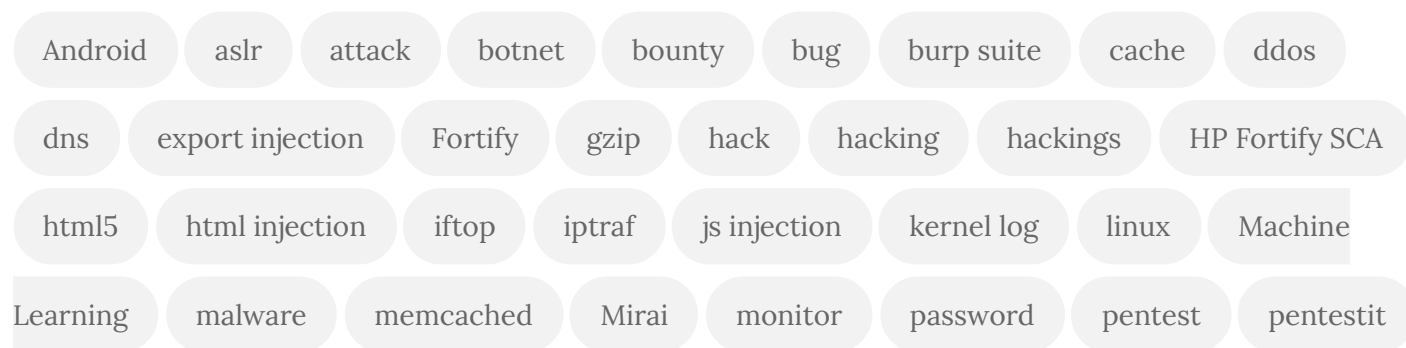 Android aslr attack botnet bounty bug burp suite cache ddos
dns export injection Fortify gzip hack hacking hackings HP Fortify SCA
html5 html injection iftop iptraf js injection kernel log linux Machine
Learning malware memcached Mirai monitor password pentest pentestit